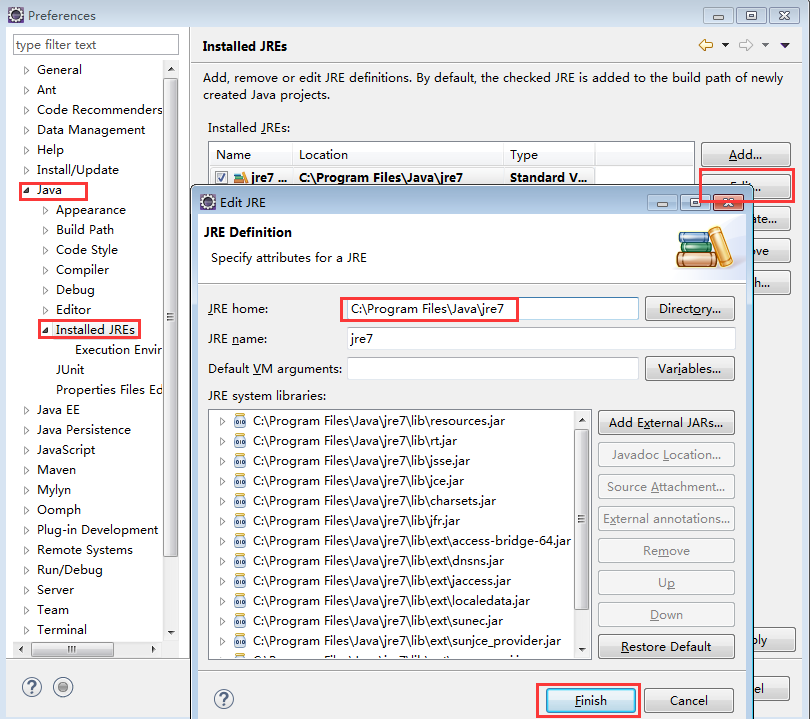 Preferences
type filter text
General
Ant
Code Recommenders
Data Management
Help
Install/Update
Java
Appearance
Build Path
Code Style
Compiler
Debug
Editor
Installed JREs
Execution Envir
JUnit
Properties Files Ed
Java EE
Java Persistence
JavaScript
Maven
Mylyn
Oomph
Plug-in Development
Remote Systems
Run/Debug
Server
Team
Terminal
Installed JREs
Add, remove or edit JRE definitions. By default, the checked JRE is added to the build path of newly
created Java projects.
Installed JREs:
Name Location Type
jre7 ... C:\Program Files\Java\jre7 Standard V...
Add...
Edit JRE
JRE Definition
Specify attributes for a JRE
JRE home: C:\Program Files\Java\jre7 Directory...
JRE name: jre7
Default VM arguments: Variables...
JRE system libraries:
C:\Program Files\Java\jre7\lib\resources.jar
C:\Program Files\Java\jre7\lib\rt.jar
C:\Program Files\Java\jre7\lib\jsse.jar
C:\Program Files\Java\jre7\lib\jce.jar
C:\Program Files\Java\jre7\lib\charsets.jar
C:\Program Files\Java\jre7\lib\jfr.jar
C:\Program Files\Java\jre7\lib\ext\access-bridge-64.jar
C:\Program Files\Java\jre7\lib\ext\dnsns.jar
C:\Program Files\Java\jre7\lib\ext\jaccess.jar
C:\Program Files\Java\jre7\lib\ext\localedata.jar
C:\Program Files\Java\jre7\lib\ext\sunec.jar
C:\Program Files\Java\jre7\lib\ext\sunjce_provider.jar
Add External JARs...
Javadoc Location...
Source Attachment...
External annotations...
Remove
Up
Down
Restore Default
Finish
Cancel